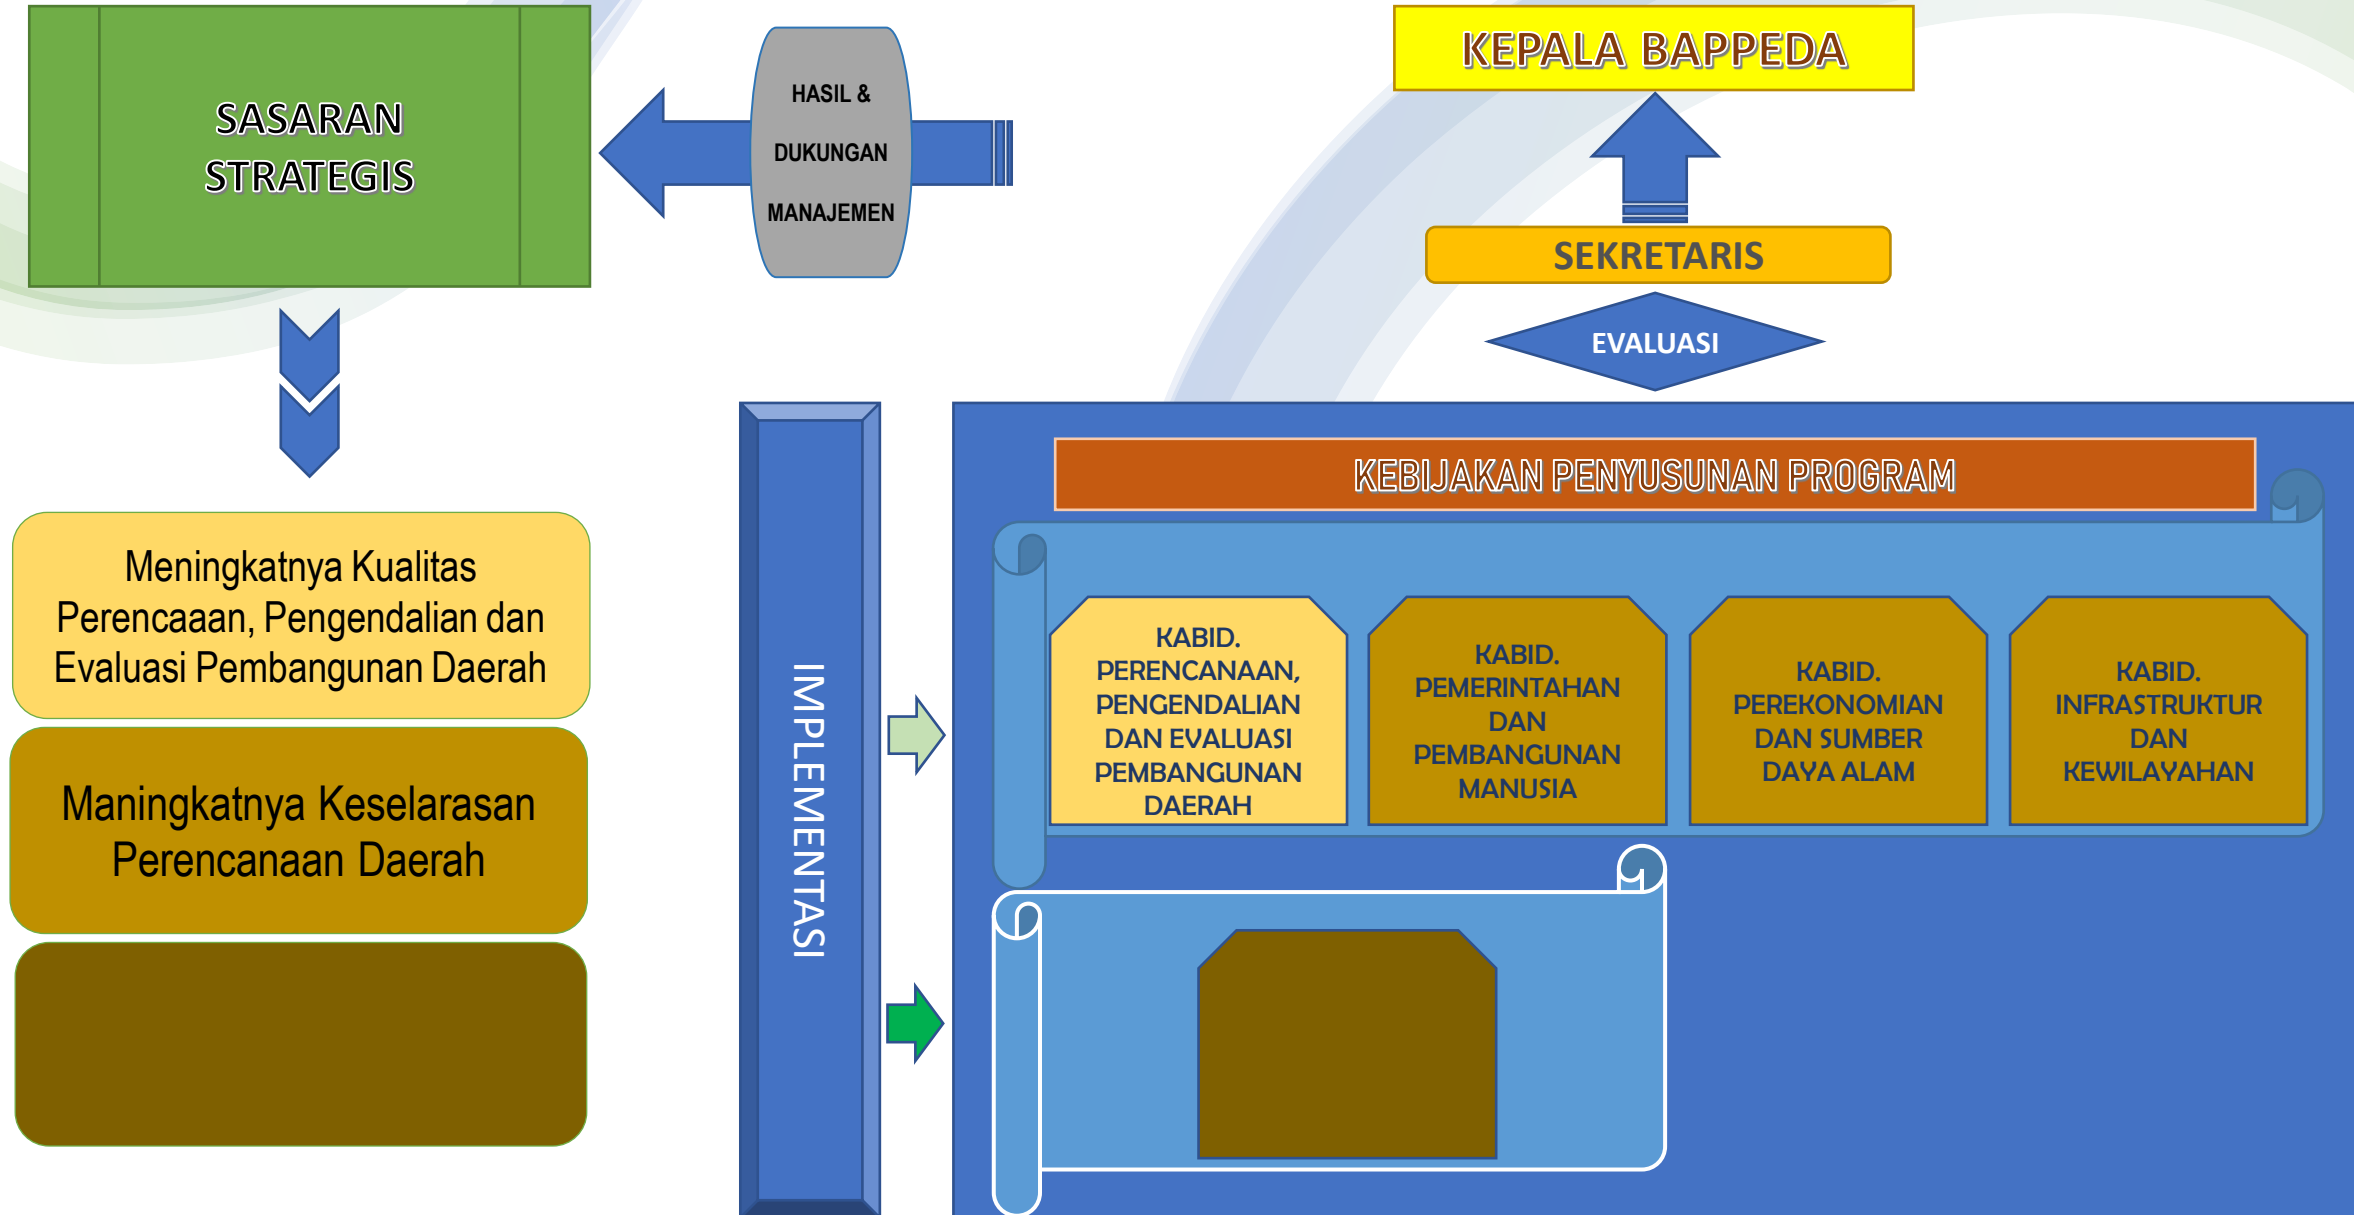 SASARAN
STRATEGIS
HASIL &
DUKUNGAN
MANAJEMEN
KEPALA BAPPEDA
SEKRETARIS
EVALUASI
Meningkatnya Kualitas
Perencaaan, Pengendalian dan
Evaluasi Pembangunan Daerah
Maningkatnya Keselarasan
Perencanaan Daerah
IMPLEMENTASI
KEBIJAKAN PENYUSUNAN PROGRAM
KABID.
PERENCANAAN,
PENGENDALIAN
DAN EVALUASI
PEMBANGUNAN
DAERAH
KABID.
PEMERINTAHAN
DAN
PEMBANGUNAN
MANUSIA
KABID.
PEREKONOMIAN
DAN SUMBER
DAYA ALAM
KABID.
INFRASTRUKTUR
DAN
KEWILAYAHAN